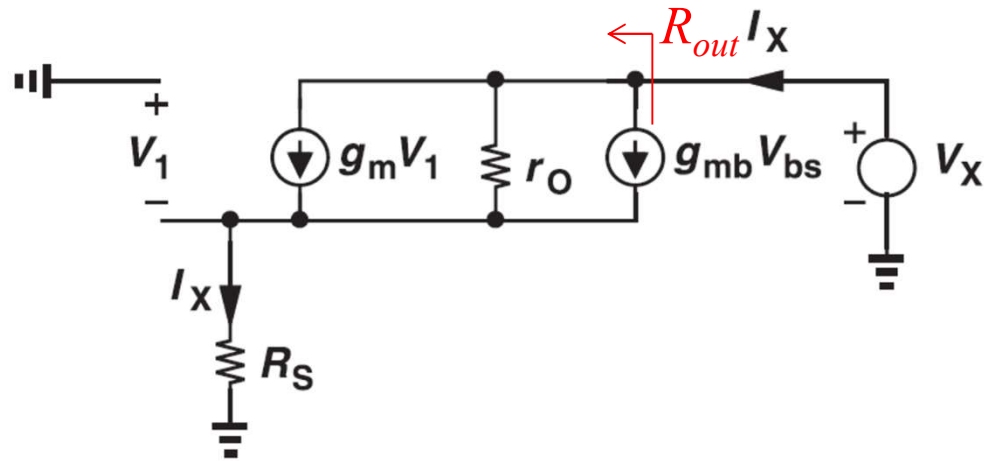 R_out I_X
+
V_1
−
g_m V_1
r_O
g_mb V_bs
+
V_X
−
I_X
R_S